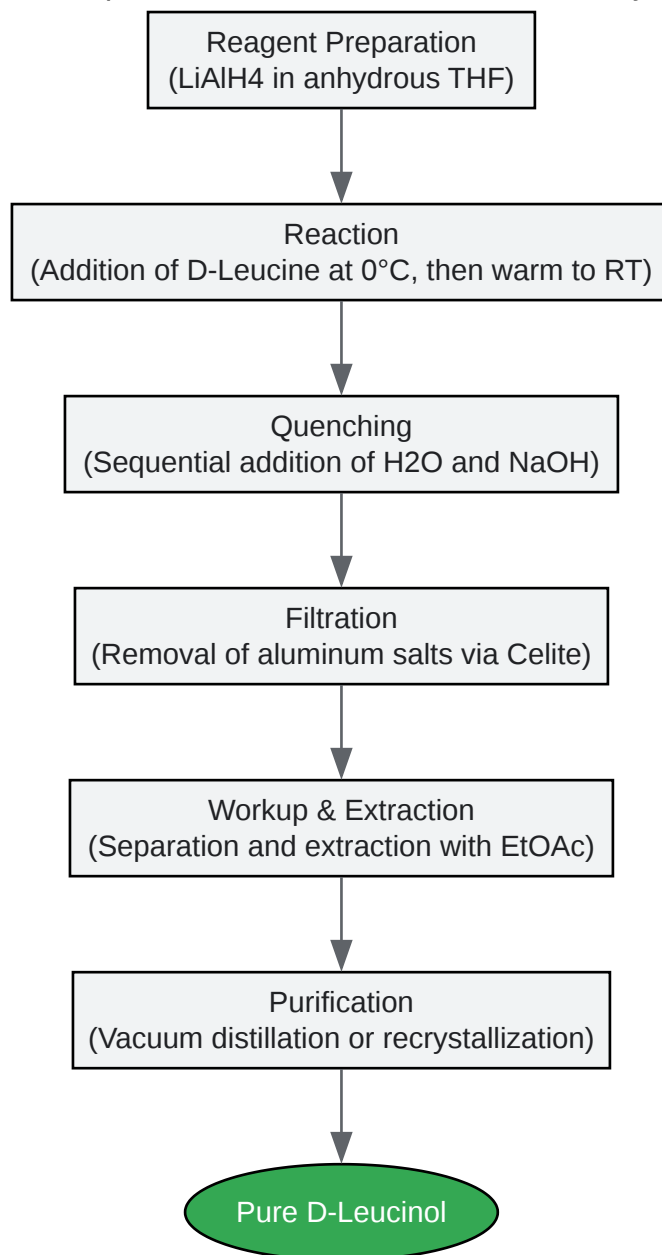 Reagent Preparation
(LiAlH4 in anhydrous THF)
Reaction
(Addition of D-Leucine at 0°C, then warm to RT)
Quenching
(Sequential addition of H2O and NaOH)
Filtration
(Removal of aluminum salts via Celite)
Workup & Extraction
(Separation and extraction with EtOAc)
Purification
(Vacuum distillation or recrystallization)
Pure D-Leucinol